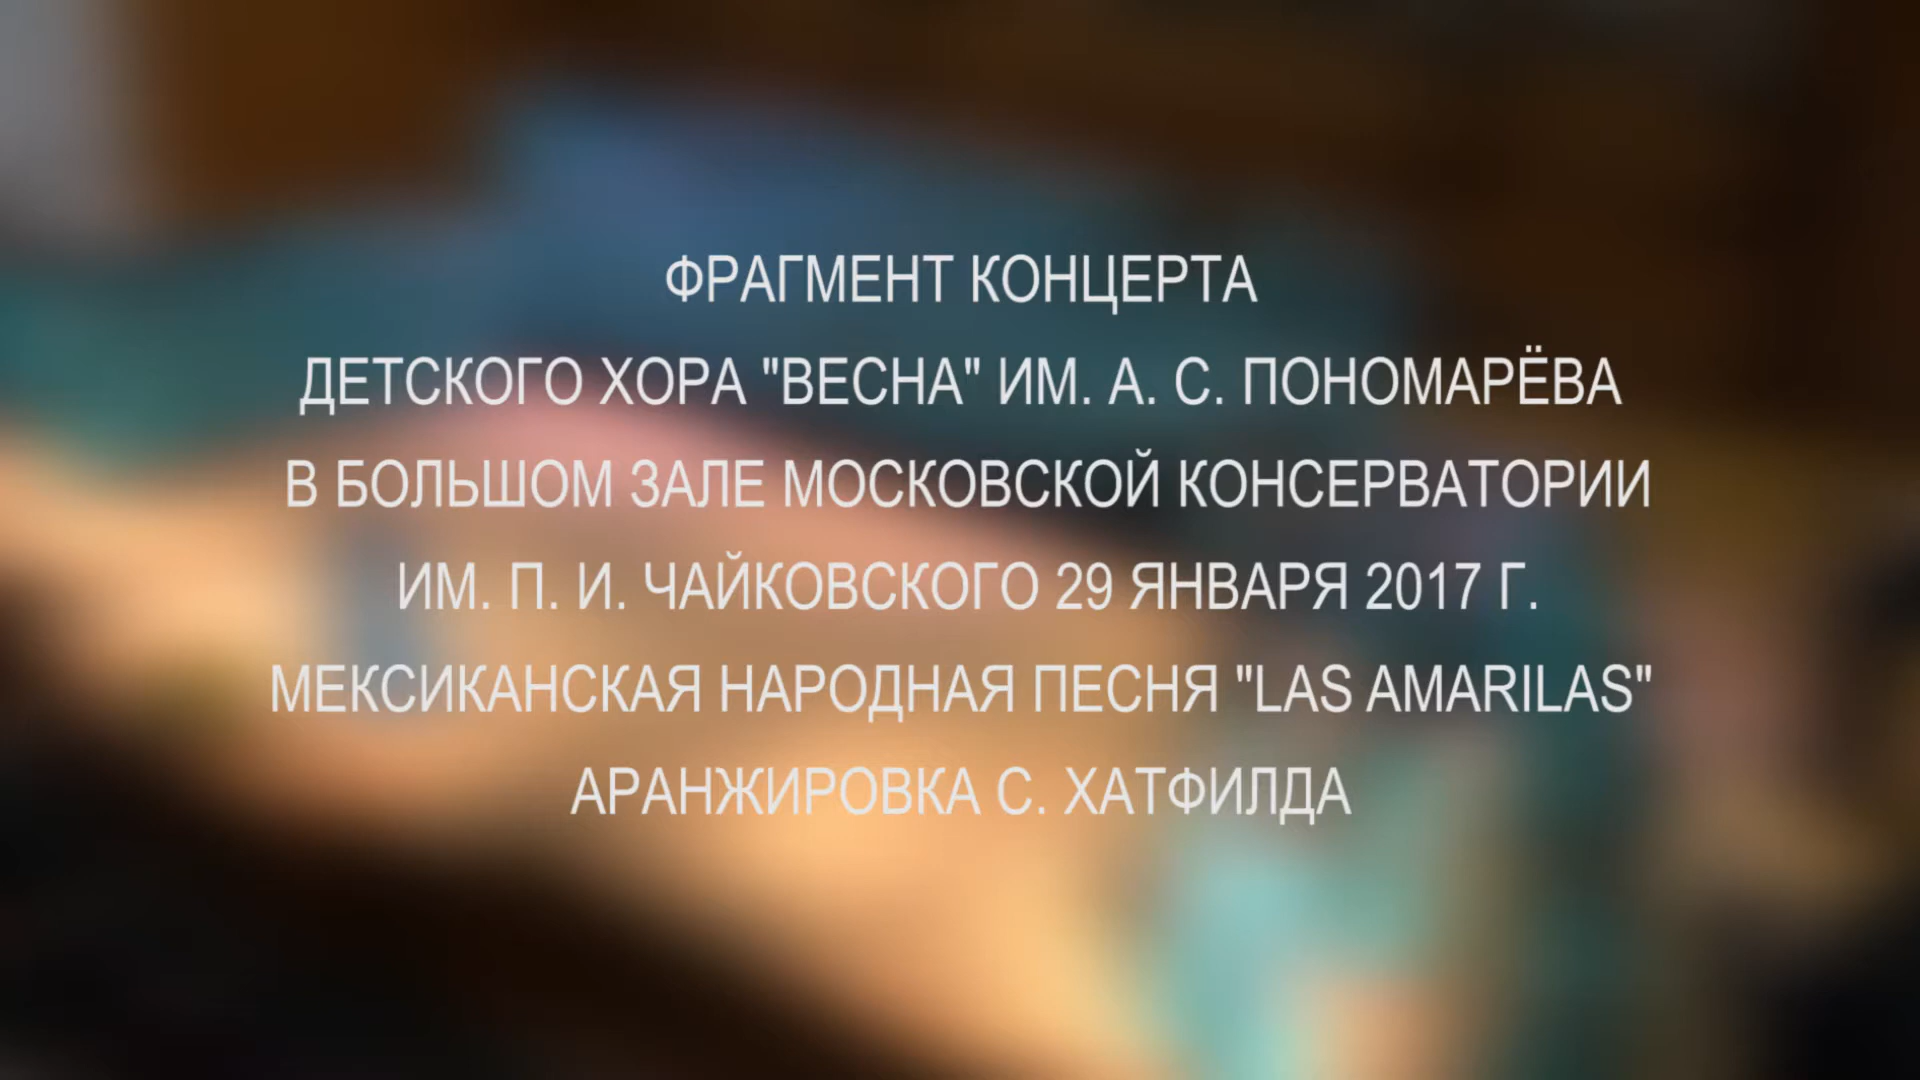 ФРАГМЕНТ КОНЦЕРТА
ДЕТСКОГО ХОРА "ВЕСНА" ИМ. А. С. ПОНОМАРЁВА
В БОЛЬШОМ ЗАЛЕ МОСКОВСКОЙ КОНСЕРВАТОРИИ
ИМ. П. И. ЧАЙКОВСКОГО 29 ЯНВАРЯ 2017 Г.
МЕКСИКАНСКАЯ НАРОДНАЯ ПЕСНЯ "LAS AMARILAS"
АРАНЖИРОВКА С. ХАТФИЛДА